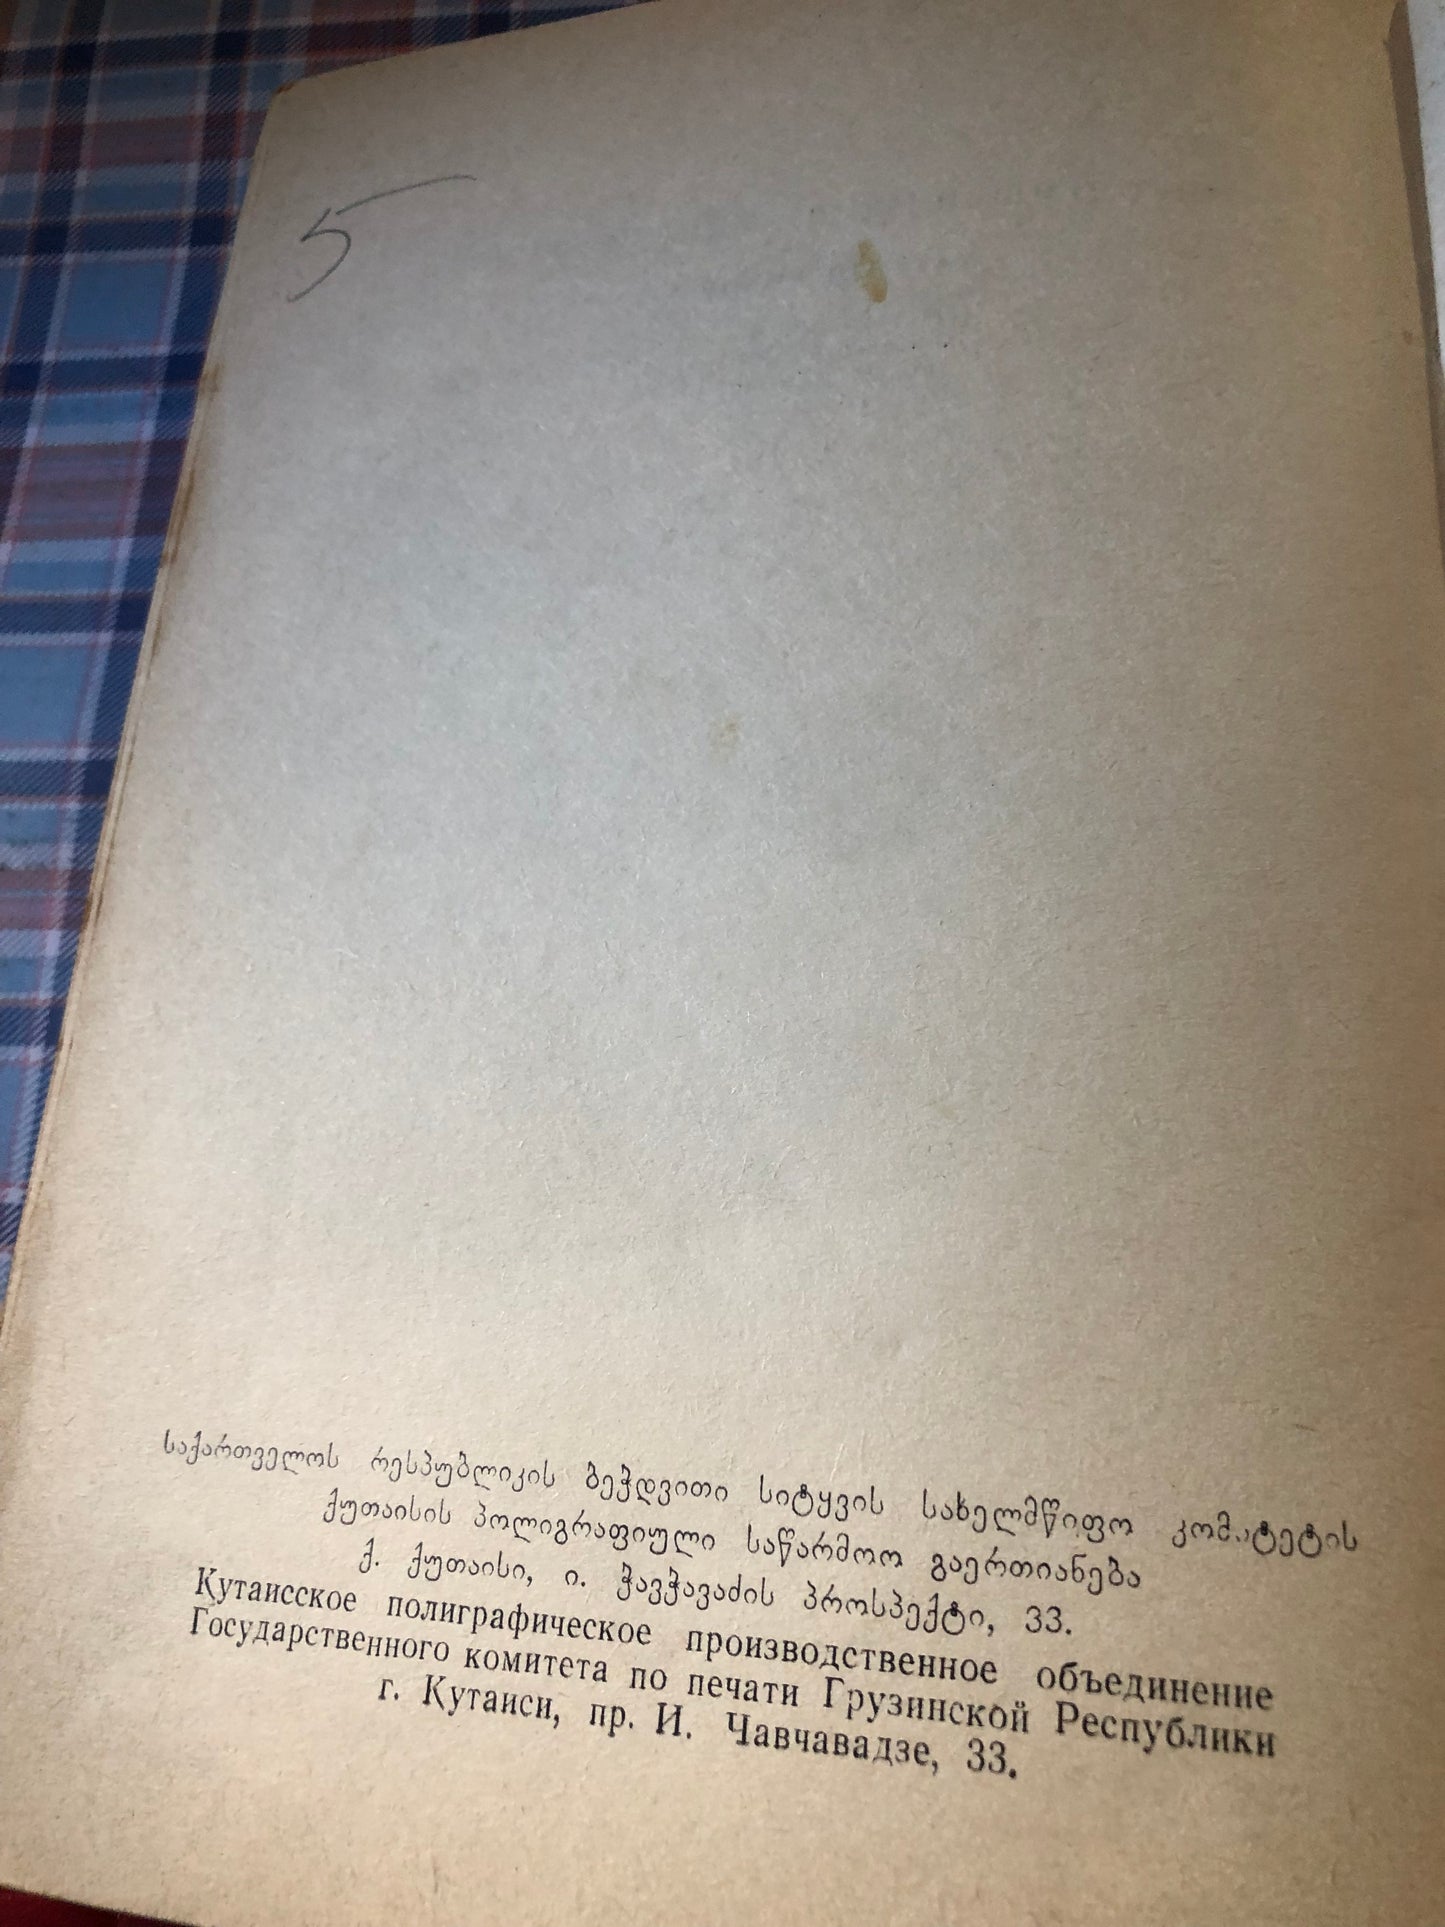 5
საქართველოს რესპუბლიკის ბეჭდვითი სიტყვის სახელმწიფო კომიტეტის
ქუთაისის პოლიგრაფიული საწარმოო გაერთიანება
ქ. ქუთაისი, ი. ჭავჭავაძის პროსპექტი, 33.
Кутаисское полиграфическое производственное объединение
Государственного комитета по печати Грузинской Республики
г. Кутаиси, пр. И. Чавчавадзе, 33.